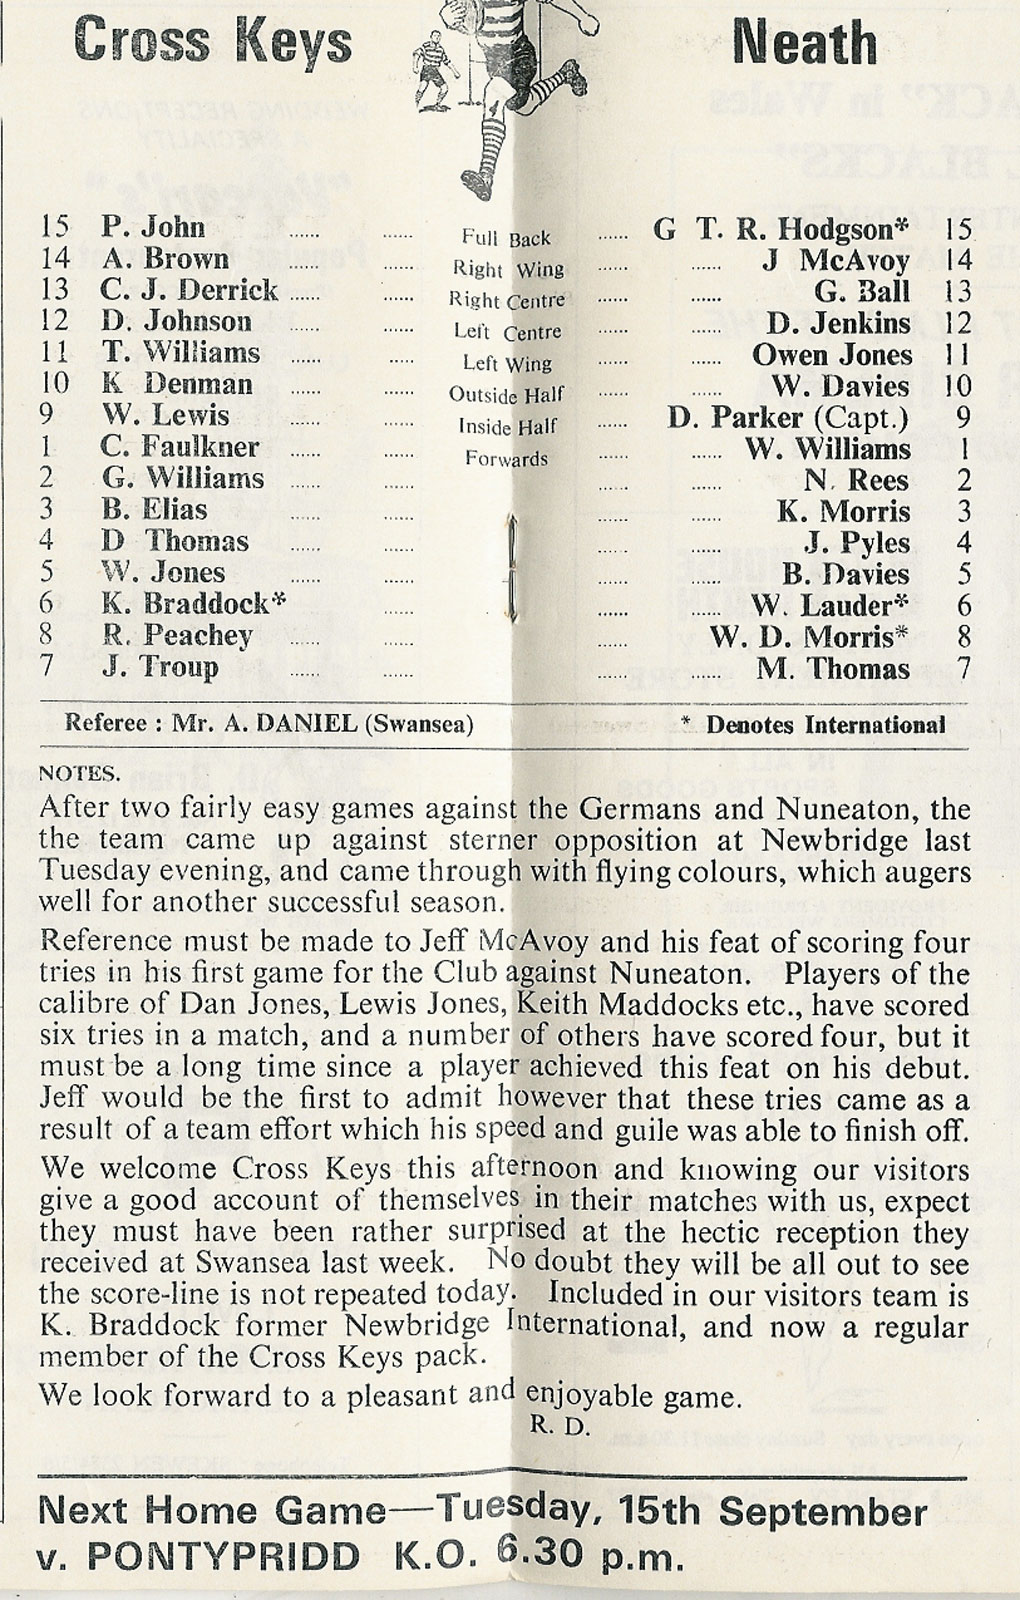 Cross Keys Neath
15 P. John ...... ...... Full Back ...... G T. R. Hodgson* 15
14 A. Brown ...... Right Wing ...... J McAvoy 14
13 C. J. Derrick ...... ...... Right Centre ...... ...... G. Ball 13
12 D. Johnson ...... Left Centre ...... ...... D. Jenkins 12
11 T. Williams ...... ...... Left Wing ...... Owen Jones 11
10 K Denman ...... ...... Outside Half ...... ...... W. Davies 10
9 W. Lewis ...... ...... Inside Half ...... D. Parker (Capt.) 9
1 C. Faulkner ...... Forwards ...... ...... W. Williams 1
2 G. Williams ...... ...... ...... ...... N. Rees 2
3 B. Elias ...... ...... ...... ...... K. Morris 3
4 D Thomas ...... ...... ...... ...... J. Pyles 4
5 W. Jones ...... ...... ...... ...... B. Davies 5
6 K. Braddock* ...... ...... ...... W. Lauder* 6
8 R. Peachey ...... ...... ...... W. D. Morris* 8
7 J. Troup ...... ...... ...... ...... M. Thomas 7
Referee : Mr. A. DANIEL (Swansea) * Denotes International
NOTES.
After two fairly easy games against the Germans and Nuneaton, the
the team came up against sterner opposition at Newbridge last
Tuesday evening, and came through with flying colours, which augers
well for another successful season.
Reference must be made to Jeff McAvoy and his feat of scoring four
tries in his first game for the Club against Nuneaton. Players of the
calibre of Dan Jones, Lewis Jones, Keith Maddocks etc., have scored
six tries in a match, and a number of others have scored four, but it
must be a long time since a player achieved this feat on his debut.
Jeff would be the first to admit however that these tries came as a
result of a team effort which his speed and guile was able to finish off.
We welcome Cross Keys this afternoon and knowing our visitors
give a good account of themselves in their matches with us, expect
they must have been rather surprised at the hectic reception they
received at Swansea last week. No doubt they will be all out to see
the score-line is not repeated today. Included in our visitors team is
K. Braddock former Newbridge International, and now a regular
member of the Cross Keys pack.
We look forward to a pleasant and enjoyable game.
R. D.
Next Home Game—Tuesday, 15th September
v. PONTYPRIDD K.O. 6.30 p.m.